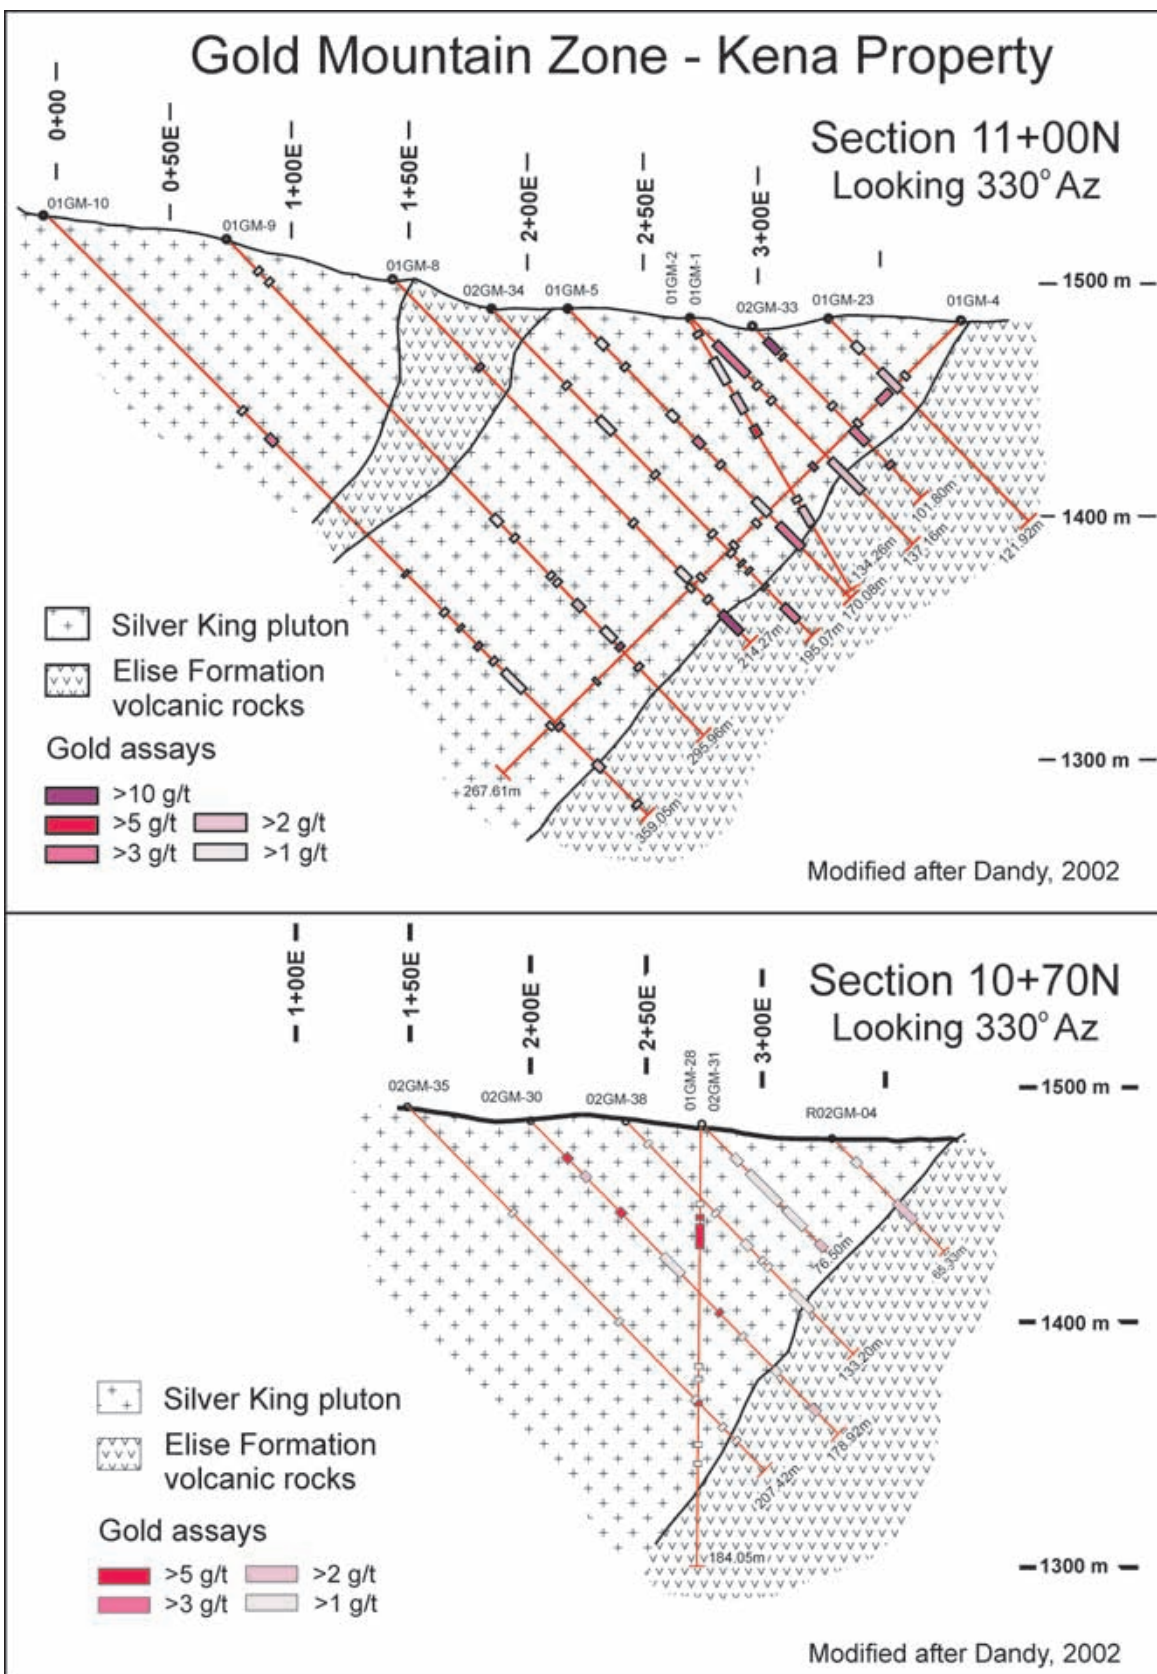 Gold Mountain Zone - Kena Property
Section 11+00N
Looking 330° Az
0+00
0+50E
1+00E
1+50E
2+00E
2+50E
3+00E
01GM-10
01GM-9
01GM-8
02GM-34
01GM-5
01GM-2
01GM-1
02GM-33
01GM-23
01GM-4
1500 m
1400 m
1300 m
101.80m
137.16m
121.92m
134.26m
170.08m
195.07m
214.27m
295.96m
267.61m
359.05m
Silver King pluton
Elise Formation
volcanic rocks
Gold assays
>10 g/t
>5 g/t
>2 g/t
>3 g/t
>1 g/t
Modified after Dandy, 2002
1+00E
1+50E
2+00E
2+50E
3+00E
Section 10+70N
Looking 330° Az
02GM-35
02GM-30
02GM-38
01GM-28
02GM-31
R02GM-04
1500 m
1400 m
1300 m
76.50m
65.33m
133.20m
178.92m
207.42m
184.05m
Silver King pluton
Elise Formation
volcanic rocks
Gold assays
>5 g/t
>2 g/t
>3 g/t
>1 g/t
Modified after Dandy, 2002